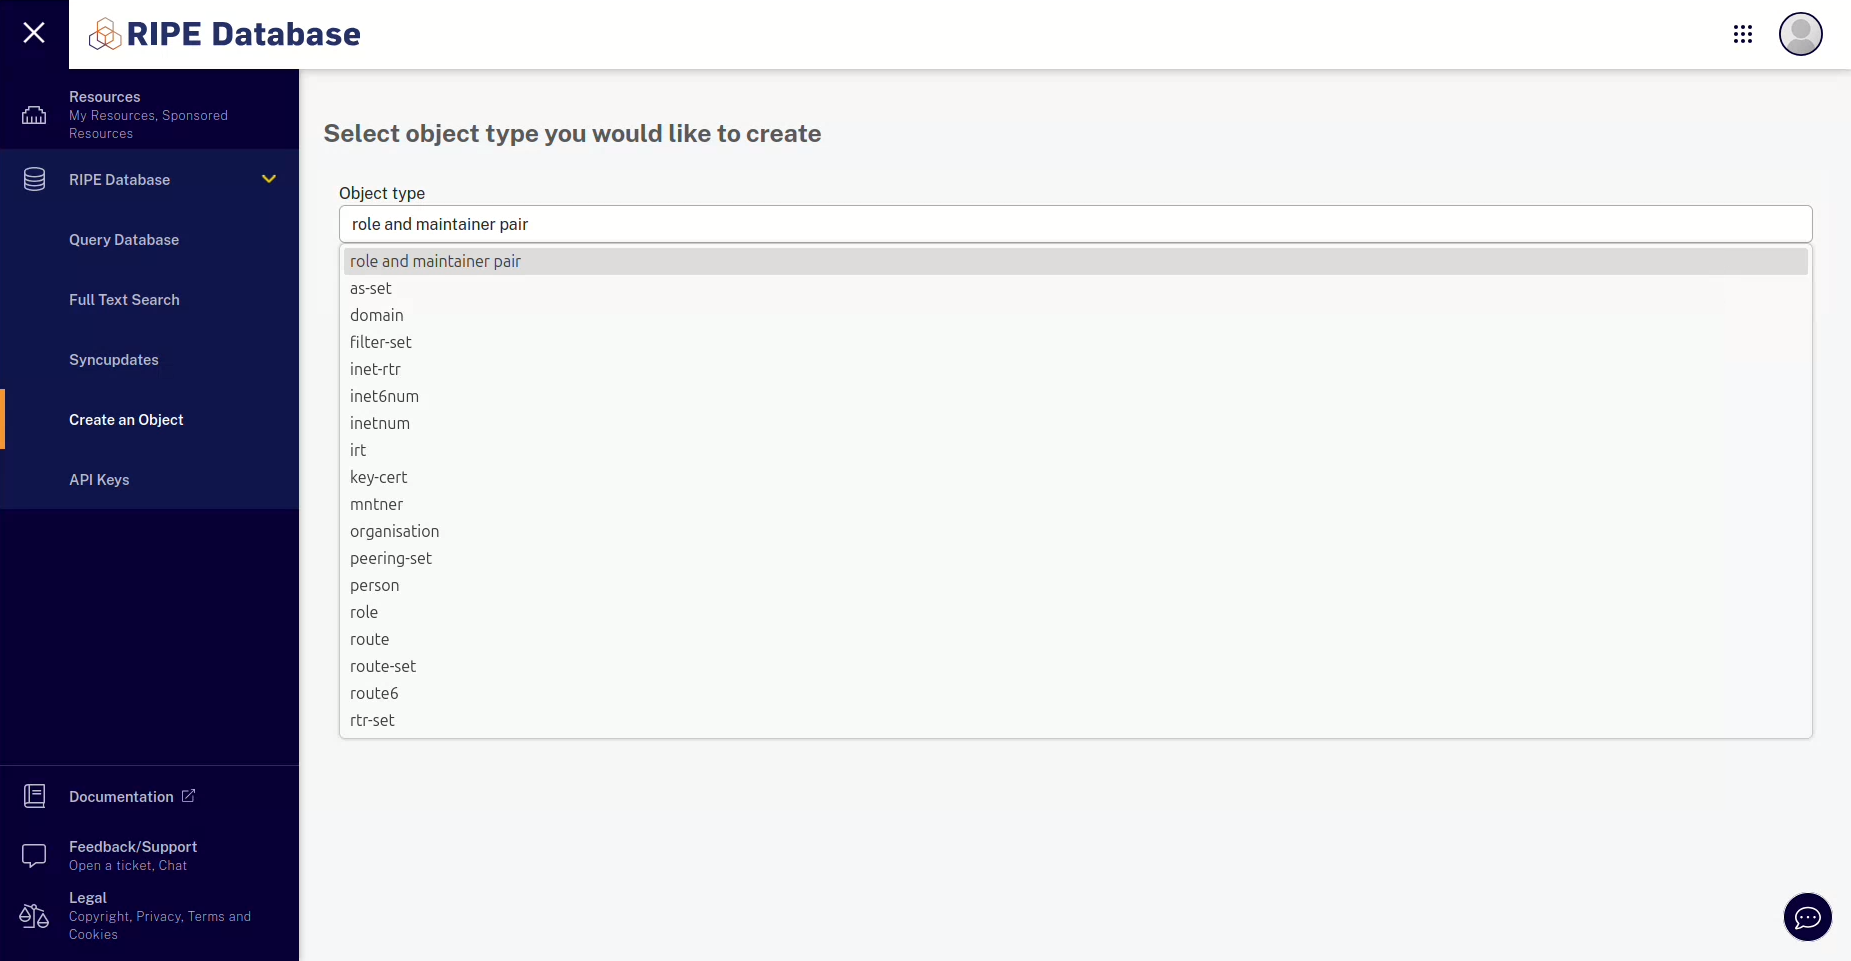 RIPE Database
Resources
My Resources, Sponsored
Resources
RIPE Database
Query Database
Full Text Search
Syncupdates
Create an Object
API Keys
Documentation
Feedback/Support
Open a ticket, Chat
Legal
Copyright, Privacy, Terms and
Cookies
Select object type you would like to create
Object type
role and maintainer pair
role and maintainer pair
as-set
domain
filter-set
inet-rtr
inet6num
inetnum
irt
key-cert
mntner
organisation
peering-set
person
role
route
route-set
route6
rtr-set